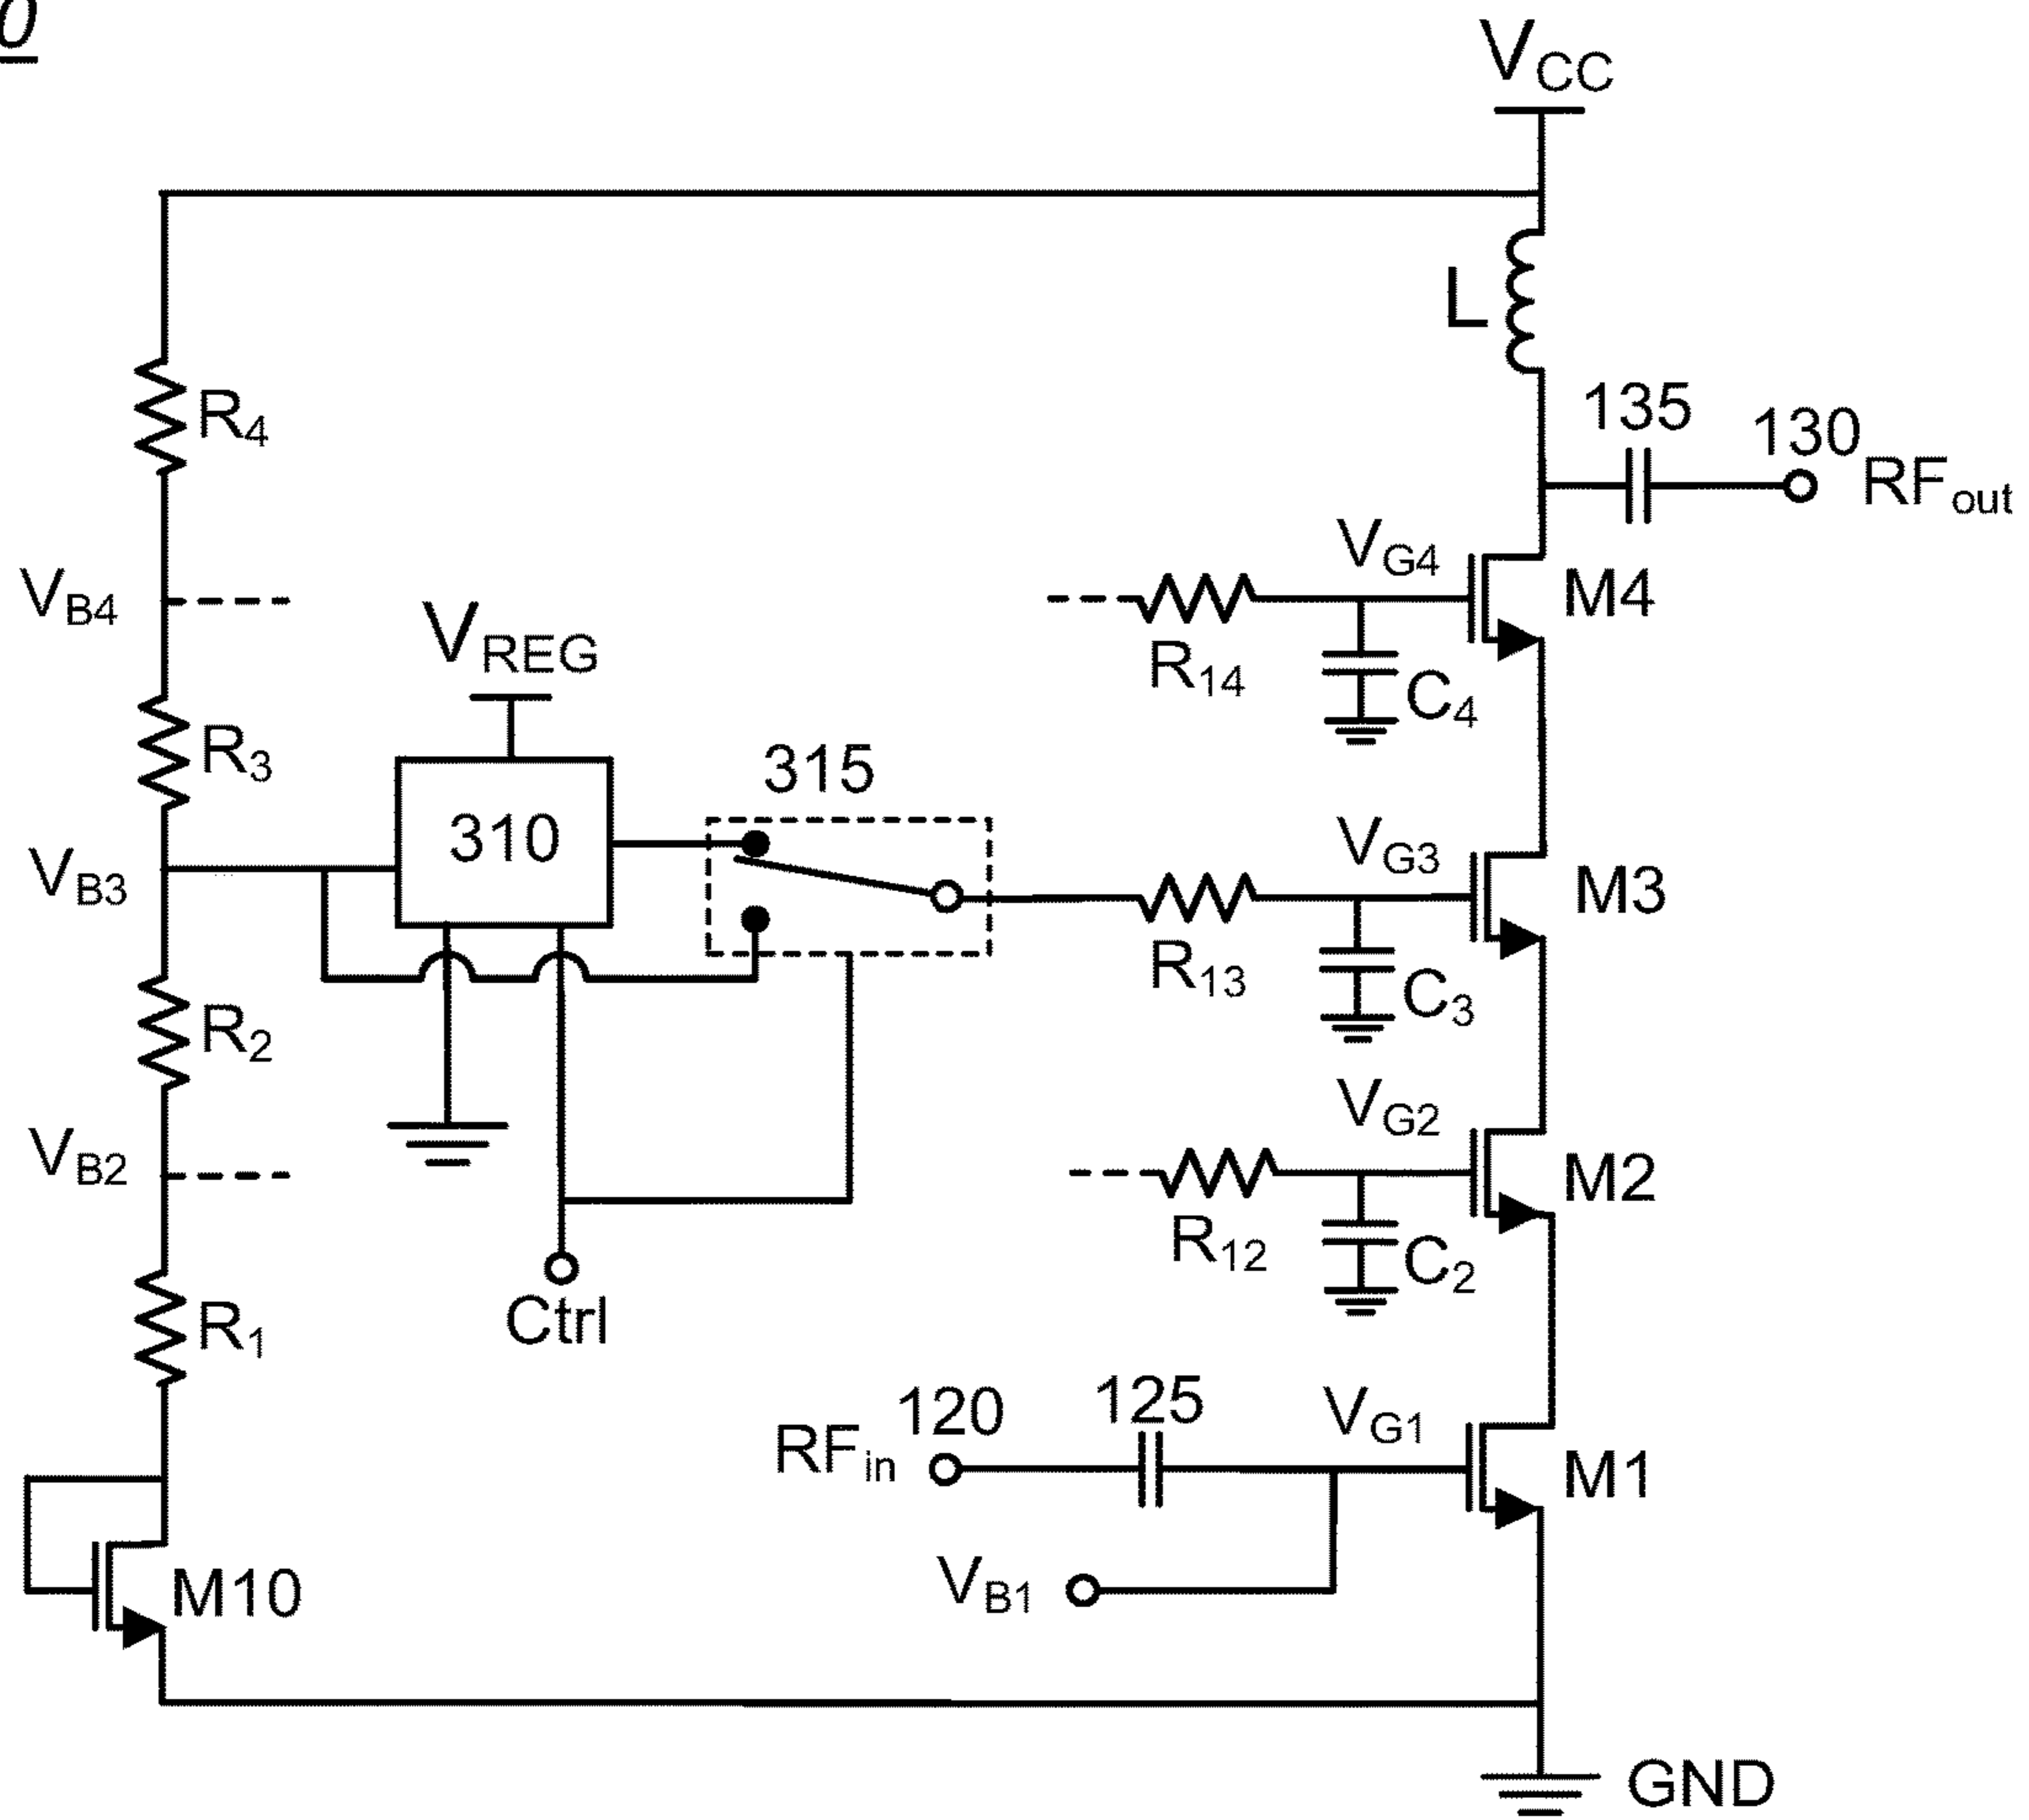 0
VCC
L
135
130
RFout
R4
VG4
M4
VB4
VREG
R14
C4
R3
315
310
VB3
VG3
M3
R13
C3
R2
VB2
VG2
M2
R12
C2
R1
Ctrl
RFin
120
125
VG1
M1
VB1
M10
GND